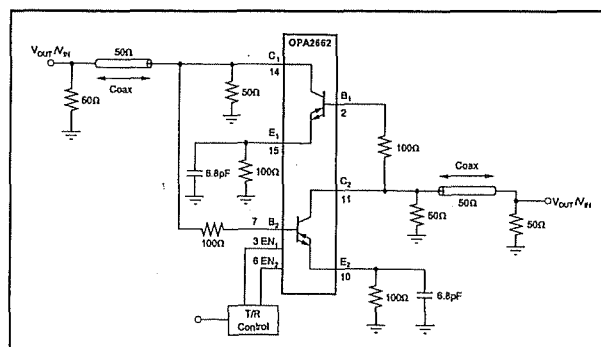 OPA2662
V_OUT/V_IN
50Ω
Coax
50Ω
C₁
14
50Ω
B₁
2
E₁
15
6.8pF
100Ω
100Ω
C₂
11
Coax
50Ω
V_OUT/V_IN
50Ω
50Ω
100Ω
7 B₂
3 EN₁
6 EN₂
E₂
10
100Ω
6.8pF
T/R
Control